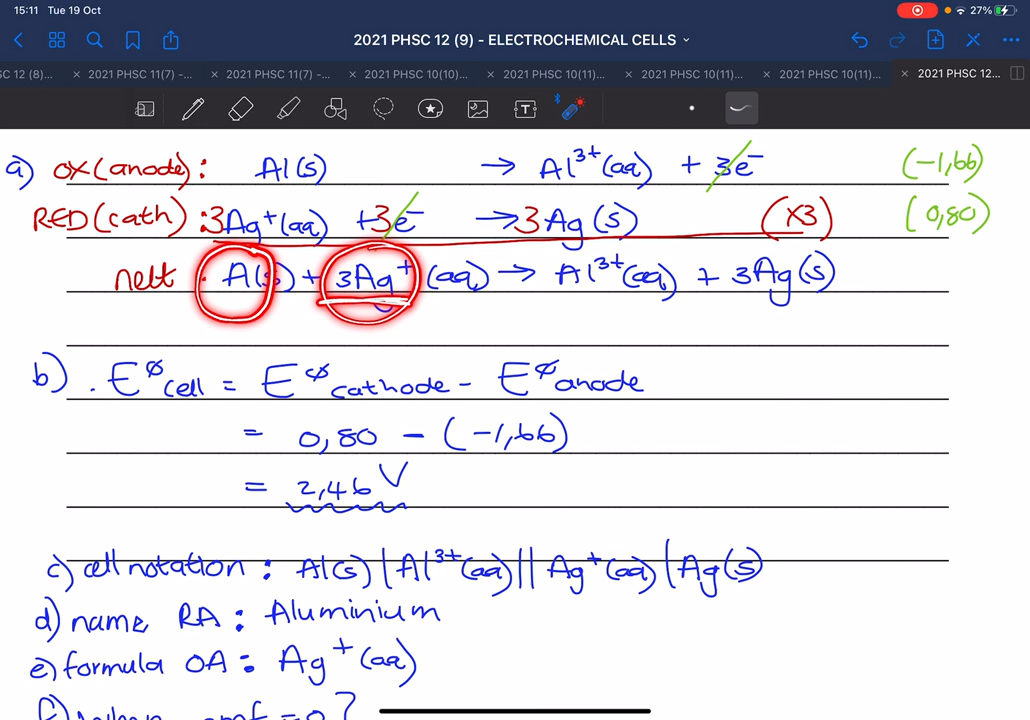 15:11 Tue 19 Oct
27%
2021 PHSC 12 (9) - ELECTROCHEMICAL CELLS
SC 12 (8)... × 2021 PHSC 11(7) -... × 2021 PHSC 11(7) -... × 2021 PHSC 10(10)... × 2021 PHSC 10(11)... × 2021 PHSC 10(11)... × 2021 PHSC 10(11)... × 2021 PHSC 12...
a) OX(anode): Al(s) → Al³⁺(aq) + 3e⁻ (-1,66)
RED(cath): 3Ag⁺(aq) + 3e⁻ → 3Ag(s) (×3) (0,80)
nett: Al(s) + 3Ag⁺(aq) → Al³⁺(aq) + 3Ag(s)
b). E°cell = E°cathode - E°anode
= 0,80 - (-1,66)
= 2,46 V
c) cell notation: Al(s) | Al³⁺(aq) || Ag⁺(aq) | Ag(s)
d) name RA: Aluminium
e) formula OA: Ag⁺(aq)
emf = 0?